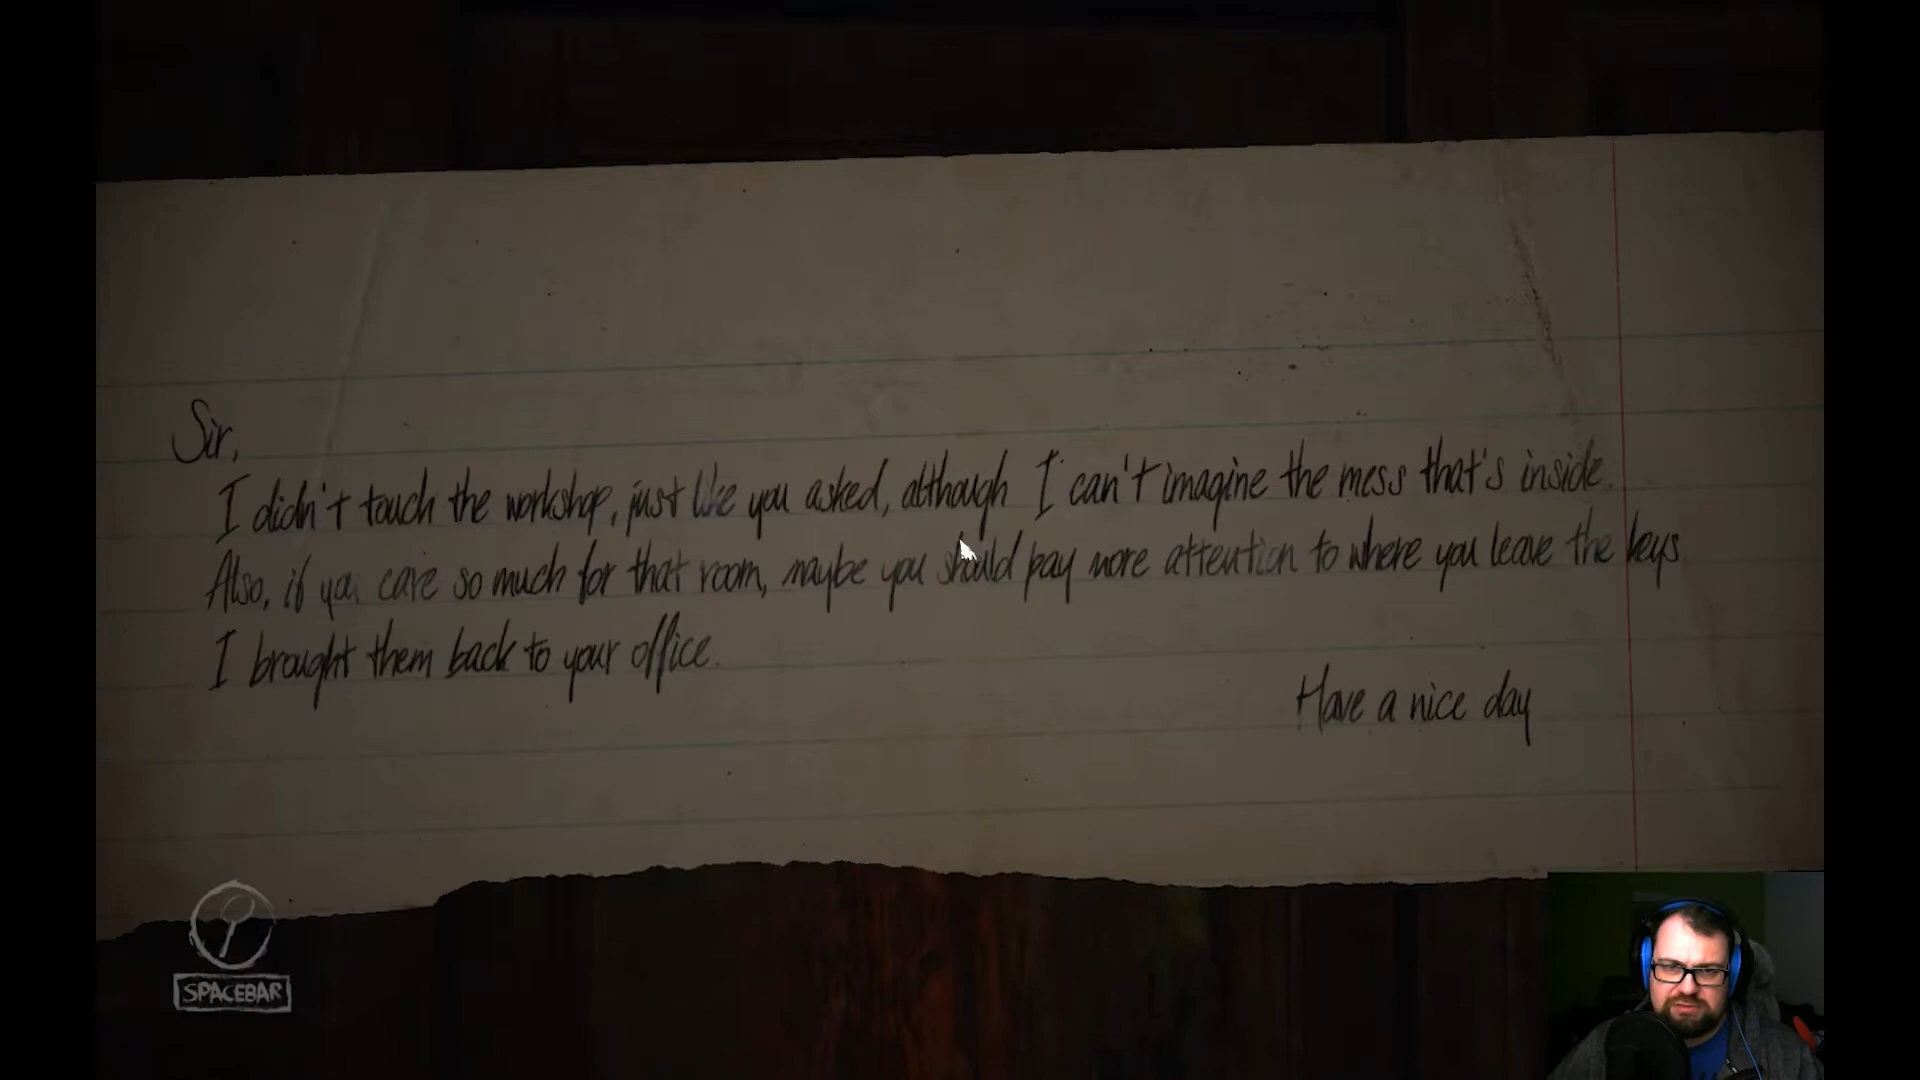 Sir,
I didn't touch the workshop, just like you asked, although I can't imagine the mess that's inside.
Also, if you care so much for that room, maybe you should pay more attention to where you leave the keys.
I brought them back to your office.
Have a nice day
SPACEBAR